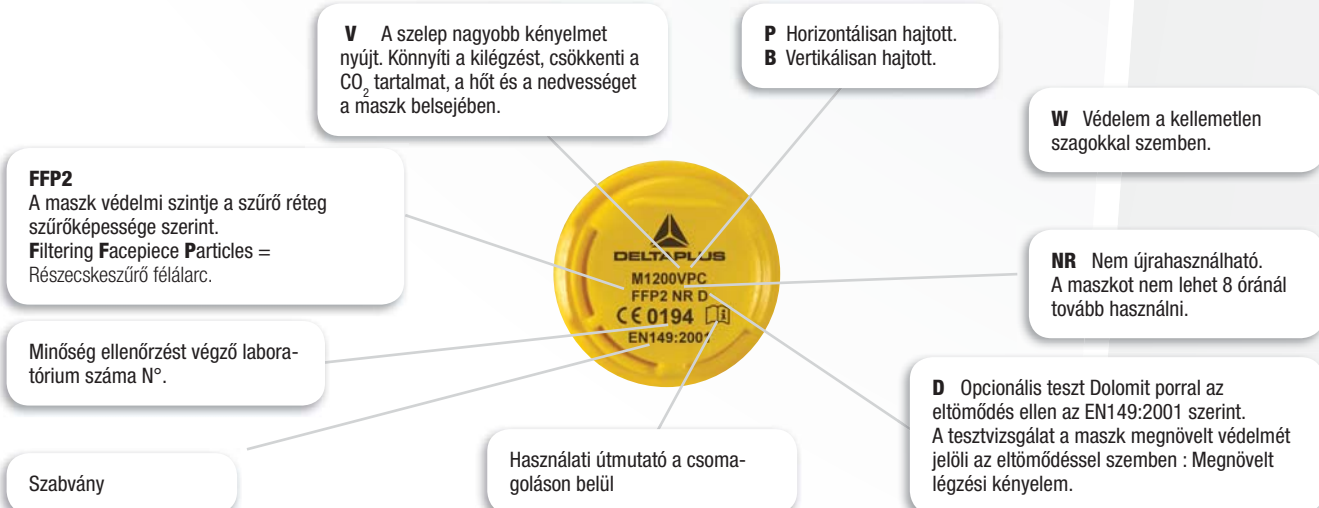 V A szelep nagyobb kényelmet
nyújt. Könnyíti a kilégzést, csökkenti a
CO₂ tartalmat, a hőt és a nedvességet
a maszk belsejében.
P Horizontálisan hajtott.
B Vertikálisan hajtott.
W Védelem a kellemetlen
szagokkal szemben.
FFP2
A maszk védelmi szintje a szűrő réteg
szűrőképessége szerint.
Filtering Facepiece Particles =
Részecskeszűrő félálarc.
DELTAPLUS
M1200VPC
FFP2 NR D
CE 0194
EN149:2001
NR Nem újrahasználható.
A maszkot nem lehet 8 óránál
tovább használni.
Minőség ellenőrzést végző labora-
tórium száma N°.
D Opcionális teszt Dolomit porral az
eltömődés ellen az EN149:2001 szerint.
A tesztvizsgálat a maszk megnövelt védelmét
jelöli az eltömődéssel szemben : Megnövelt
légzési kényelem.
Használati útmutató a csoma-
goláson belül
Szabvány